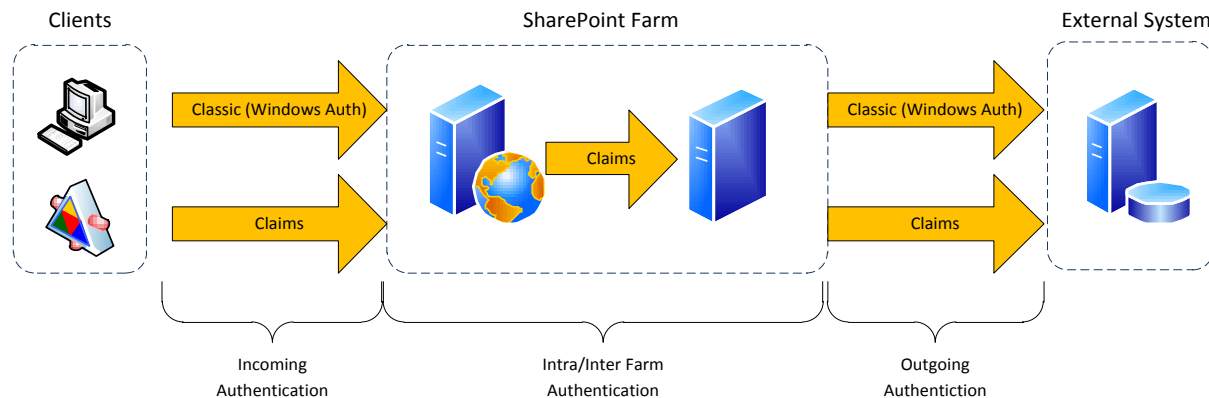 Clients
SharePoint Farm
External System
Classic (Windows Auth)
Claims
Claims
Classic (Windows Auth)
Claims
Incoming
Authentication
Intra/Inter Farm
Authentication
Outgoing
Authentiction